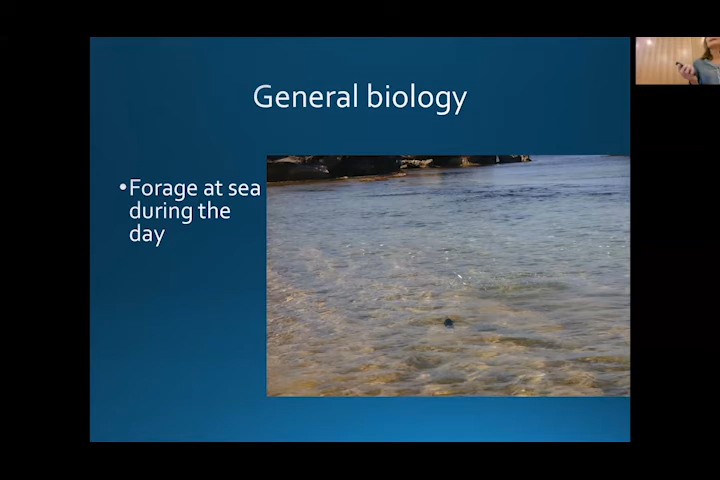 General biology
•Forage at sea
during the
day